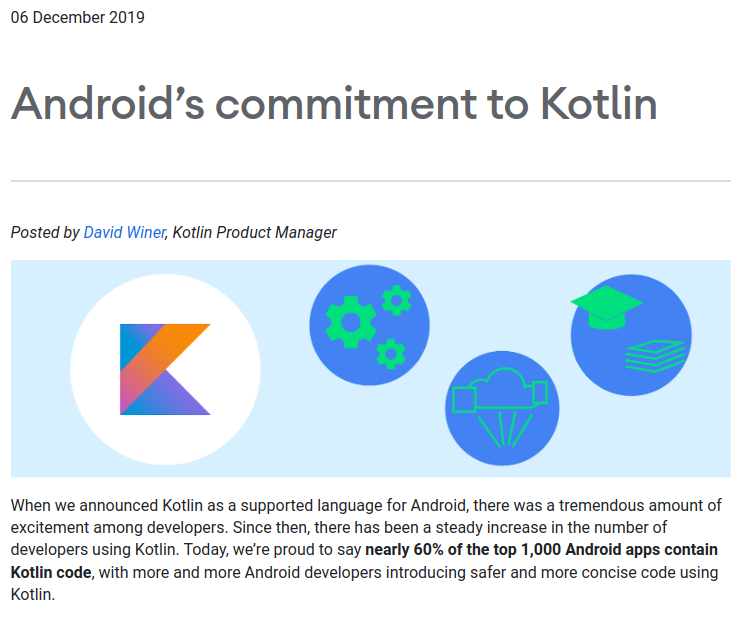 06 December 2019
Android’s commitment to Kotlin
Posted by David Winer, Kotlin Product Manager
When we announced Kotlin as a supported language for Android, there was a tremendous amount of
excitement among developers. Since then, there has been a steady increase in the number of
developers using Kotlin. Today, we’re proud to say nearly 60% of the top 1,000 Android apps contain
Kotlin code, with more and more Android developers introducing safer and more concise code using
Kotlin.